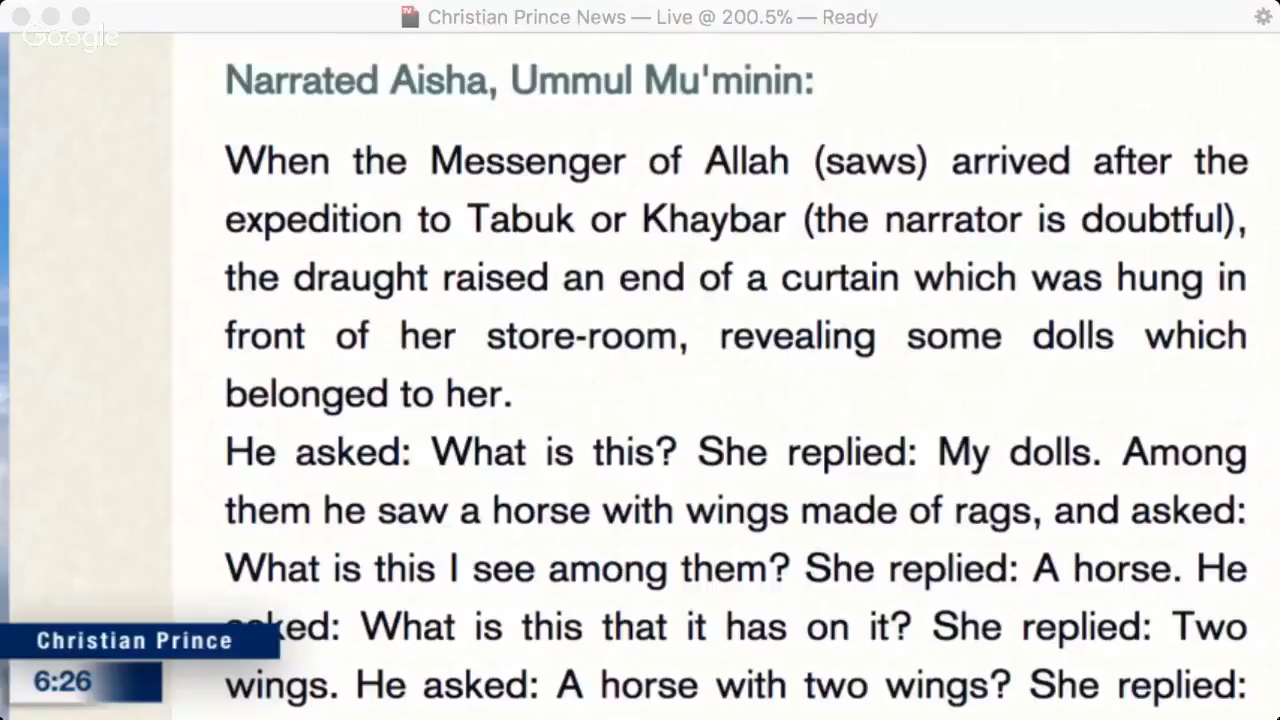 Christian Prince News — Live @ 200.5% — Ready
Google
Narrated Aisha, Ummul Mu'minin:
When the Messenger of Allah (saws) arrived after the
expedition to Tabuk or Khaybar (the narrator is doubtful),
the draught raised an end of a curtain which was hung in
front of her store-room, revealing some dolls which
belonged to her.
He asked: What is this? She replied: My dolls. Among
them he saw a horse with wings made of rags, and asked:
What is this I see among them? She replied: A horse. He
asked: What is this that it has on it? She replied: Two
wings. He asked: A horse with two wings? She replied:
Christian Prince
6:26